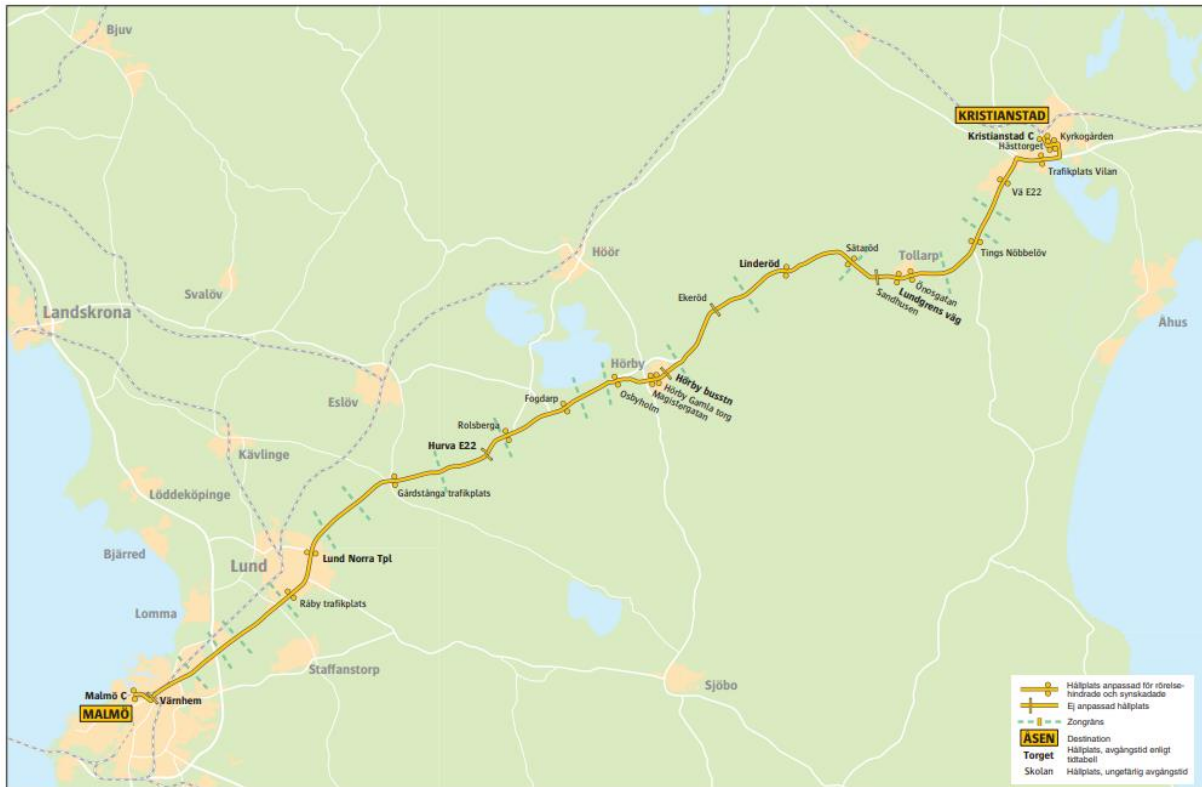 Bjuv
KRISTIANSTAD
Kristianstad C
Kyrkogården
Hästtorget
Trafikplats Vilan
Vä E22
Höör
Sätaröd
Tollarp
Linderöd
Tings Nöbbelöv
Önosgatan
Lundgrens väg
Sandhusen
Svalöv
Ekeröd
Landskrona
Åhus
Hörby
Hörby busstn
Hörby Gamla torg
Magistergatan
Osbyholm
Eslöv
Fogdarp
Rolsberga
Hurva E22
Kävlinge
Gårdstånga trafikplats
Löddeköpinge
Bjärred
Lund
Lund Norra Tpl
Råby trafikplats
Lomma
Staffanstorp
Sjöbo
Malmö C
Värnhem
MALMÖ
Hållplats anpassad för rörelse-
hindrade och synskadade
Ej anpassad hållplats
Zongräns
ÄSEN
Destination
Torget
Hållplats, avgångstid enligt
tidtabell
Skolan
Hållplats, ungefärlig avgångstid